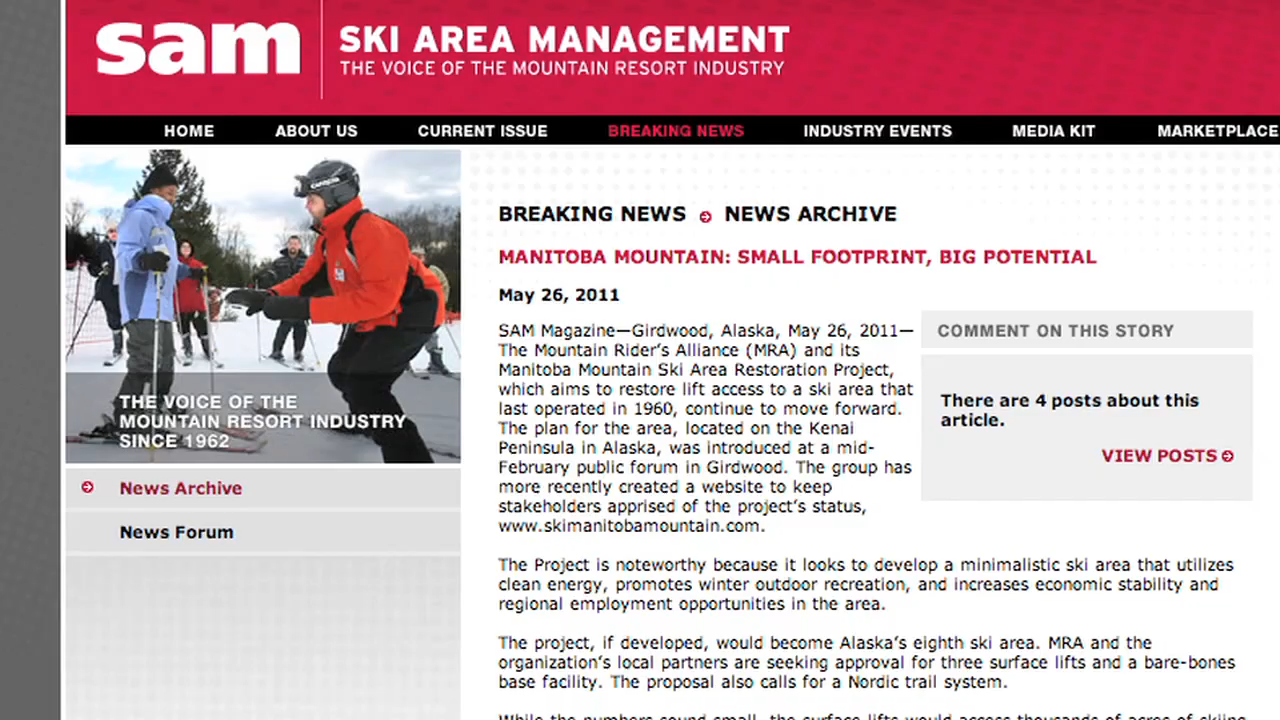 sam
SKI AREA MANAGEMENT
THE VOICE OF THE MOUNTAIN RESORT INDUSTRY
HOME ABOUT US CURRENT ISSUE BREAKING NEWS INDUSTRY EVENTS MEDIA KIT MARKETPLACE
CARRERA
THE VOICE OF THE
MOUNTAIN RESORT INDUSTRY
SINCE 1962
News Archive
News Forum
BREAKING NEWS NEWS ARCHIVE
MANITOBA MOUNTAIN: SMALL FOOTPRINT, BIG POTENTIAL
May 26, 2011
SAM Magazine—Girdwood, Alaska, May 26, 2011—
The Mountain Rider's Alliance (MRA) and its
Manitoba Mountain Ski Area Restoration Project,
which aims to restore lift access to a ski area that
last operated in 1960, continue to move forward.
The plan for the area, located on the Kenai
Peninsula in Alaska, was introduced at a mid-
February public forum in Girdwood. The group has
more recently created a website to keep
stakeholders apprised of the project's status,
www.skimanitobamountain.com.
COMMENT ON THIS STORY
There are 4 posts about this
article.
VIEW POSTS
The Project is noteworthy because it looks to develop a minimalistic ski area that utilizes
clean energy, promotes winter outdoor recreation, and increases economic stability and
regional employment opportunities in the area.
The project, if developed, would become Alaska's eighth ski area. MRA and the
organization's local partners are seeking approval for three surface lifts and a bare-bones
base facility. The proposal also calls for a Nordic trail system.
While the numbers sound small, the surface lifts would access thousands of acres of skiing